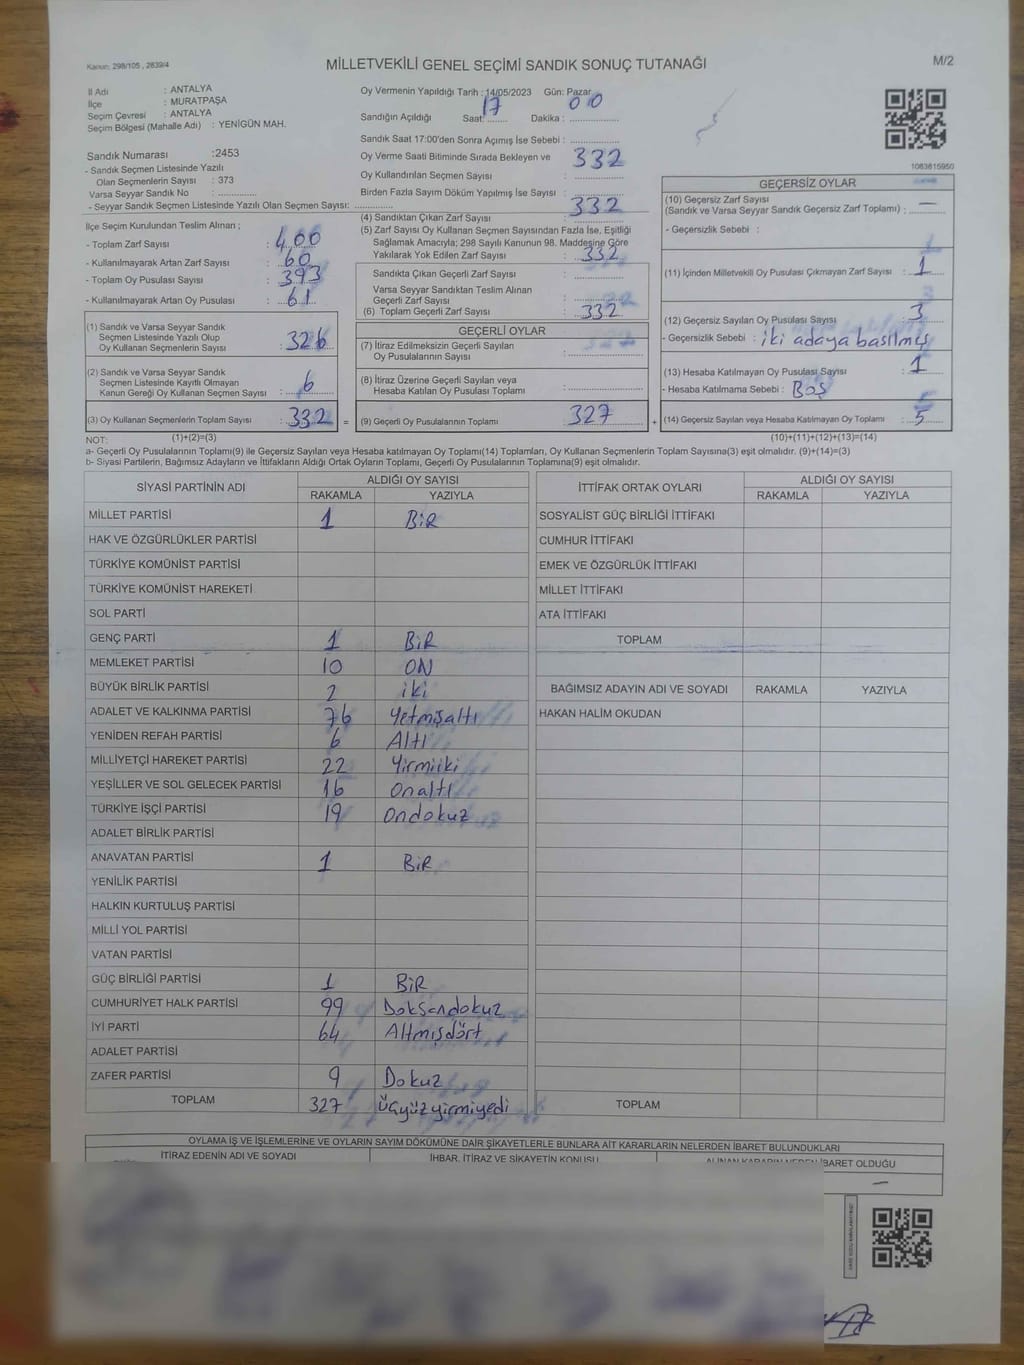 Kanun: 298/105 , 2839/4
MİLLETVEKİLİ GENEL SEÇİMİ SANDIK SONUÇ TUTANAĞI
M/2
İl Adı : ANTALYA
İlçe : MURATPAŞA
Seçim Çevresi : ANTALYA
Seçim Bölgesi (Mahalle Adı) : YENİGÜN MAH.
Sandık Numarası :2453
- Sandık Seçmen Listesinde Yazılı
Olan Seçmenlerin Sayısı : 373
Varsa Seyyar Sandık No :
- Seyyar Sandık Seçmen Listesinde Yazılı Olan Seçmen Sayısı:
Oy Vermenin Yapıldığı Tarih : 14/05/2023 Gün: Pazar
Sandığın Açıldığı Saat: 17 Dakika : 00
Sandık Saat 17:00'den Sonra Açımış İse Sebebi :
Oy Verme Saati Bitiminde Sırada Bekleyen ve
Oy Kullandırılan Seçmen Sayısı : 332
Birden Fazla Sayım Döküm Yapılmış İse Sayısı :
1083615950
İlçe Seçim Kurulundan Teslim Alınan ;
- Toplam Zarf Sayısı : 400
- Kullanılmayarak Artan Zarf Sayısı : 60
- Toplam Oy Pusulası Sayısı : 393
- Kullanılmayarak Artan Oy Pusulası : 61
(1) Sandık ve Varsa Seyyar Sandık
Seçmen Listesinde Yazılı Olup
Oy Kullanan Seçmenlerin Sayısı : 326
(2) Sandık ve Varsa Seyyar Sandık
Seçmen Listesinde Kayıtlı Olmayan
Kanun Gereği Oy Kullanan Seçmen Sayısı : 6
(3) Oy Kullanan Seçmenlerin Toplam Sayısı : 332 =
(1)+(2)=(3)
(4) Sandıktan Çıkan Zarf Sayısı : 332
(5) Zarf Sayısı Oy Kullanan Seçmen Sayısından Fazla İse, Eşitliği
Sağlamak Amacıyla; 298 Sayılı Kanunun 98. Maddesine Göre
Yakılarak Yok Edilen Zarf Sayısı : 332
Sandıkta Çıkan Geçerli Zarf Sayısı :
Varsa Seyyar Sandıktan Teslim Alınan
Geçerli Zarf Sayısı :
(6) Toplam Geçerli Zarf Sayısı : 332
GEÇERLİ OYLAR
(7) İtiraz Edilmeksizin Geçerli Sayılan
Oy Pusulalarının Sayısı :
(8) İtiraz Üzerine Geçerli Sayılan veya
Hesaba Katılan Oy Pusulası Toplamı :
(9) Geçerli Oy Pusulalarının Toplamı : 327 +
GEÇERSİZ OYLAR
(10) Geçersiz Zarf Sayısı
(Sandık ve Varsa Seyyar Sandık Geçersiz Zarf Toplamı) : —
- Geçersizlik Sebebi :
(11) İçinden Milletvekili Oy Pusulası Çıkmayan Zarf Sayısı : 1
(12) Geçersiz Sayılan Oy Pusulası Sayısı : 3
- Geçersizlik Sebebi : iki adaya basılmış
(13) Hesaba Katılmayan Oy Pusulası Sayısı : 1
- Hesaba Katılmama Sebebi : Boş
(14) Geçersiz Sayılan veya Hesaba Katılmayan Oy Toplamı : 5
(10)+(11)+(12)+(13)=(14)
NOT:
a- Geçerli Oy Pusulalarının Toplamı(9) ile Geçersiz Sayılan veya Hesaba katılmayan Oy Toplamı(14) Toplamları, Oy Kullanan Seçmenlerin Toplam Sayısına(3) eşit olmalıdır. (9)+(14)=(3)
b- Siyasi Partilerin, Bağımsız Adayların ve İttifakların Aldığı Ortak Oyların Toplamı, Geçerli Oy Pusulalarının Toplamına(9) eşit olmalıdır.
SİYASİ PARTİNİN ADI ALDIĞI OY SAYISI
RAKAMLA YAZIYLA
MİLLET PARTİSİ 1 BİR
HAK VE ÖZGÜRLÜKLER PARTİSİ
TÜRKİYE KOMÜNİST PARTİSİ
TÜRKİYE KOMÜNİST HAREKETİ
SOL PARTİ
GENÇ PARTİ 1 BİR
MEMLEKET PARTİSİ 10 ON
BÜYÜK BİRLİK PARTİSİ 2 iki
ADALET VE KALKINMA PARTİSİ 76 Yetmişaltı
YENİDEN REFAH PARTİSİ 6 Altı
MİLLİYETÇİ HAREKET PARTİSİ 22 Yirmiiki
YEŞİLLER VE SOL GELECEK PARTİSİ 16 Onaltı
TÜRKİYE İŞÇİ PARTİSİ 19 Ondokuz
ADALET BİRLİK PARTİSİ
ANAVATAN PARTİSİ 1 BİR
YENİLİK PARTİSİ
HALKIN KURTULUŞ PARTİSİ
MİLLİ YOL PARTİSİ
VATAN PARTİSİ
GÜÇ BİRLİĞİ PARTİSİ 1 BİR
CUMHURİYET HALK PARTİSİ 99 Doksandokuz
İYİ PARTİ 64 Altmışdört
ADALET PARTİSİ
ZAFER PARTİSİ 9 Dokuz
TOPLAM 327 üçyüzyirmiyedi
İTTİFAK ORTAK OYLARI ALDIĞI OY SAYISI
RAKAMLA YAZIYLA
SOSYALİST GÜÇ BİRLİĞİ İTTİFAKI
CUMHUR İTTİFAKI
EMEK VE ÖZGÜRLÜK İTTİFAKI
MİLLET İTTİFAKI
ATA İTTİFAKI
TOPLAM
BAĞIMSIZ ADAYIN ADI VE SOYADI RAKAMLA YAZIYLA
HAKAN HALİM OKUDAN
TOPLAM
OYLAMA İŞ VE İŞLEMLERİNE VE OYLARIN SAYIM DÖKÜMÜNE DAİR ŞİKAYETLERLE BUNLARA AİT KARARLARIN NELERDEN İBARET BULUNDUKLARI
İTİRAZ EDENİN ADI VE SOYADI İHBAR, İTİRAZ VE ŞİKAYETİN KONUSU ALINAN KARARIN NEDEN İBARET OLDUĞU
—